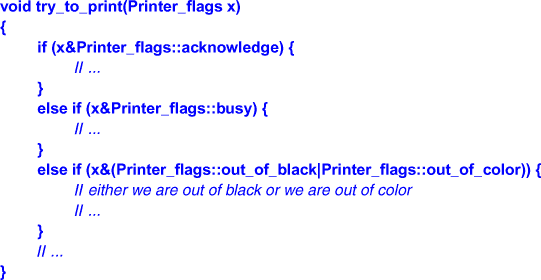 void try_to_print(Printer_flags x)
{
if (x&Printer_flags::acknowledge) {
// ...
}
else if (x&Printer_flags::busy) {
// ...
}
else if (x&(Printer_flags::out_of_black|Printer_flags::out_of_color)) {
// either we are out of black or we are out of color
// ...
}
// ...
}